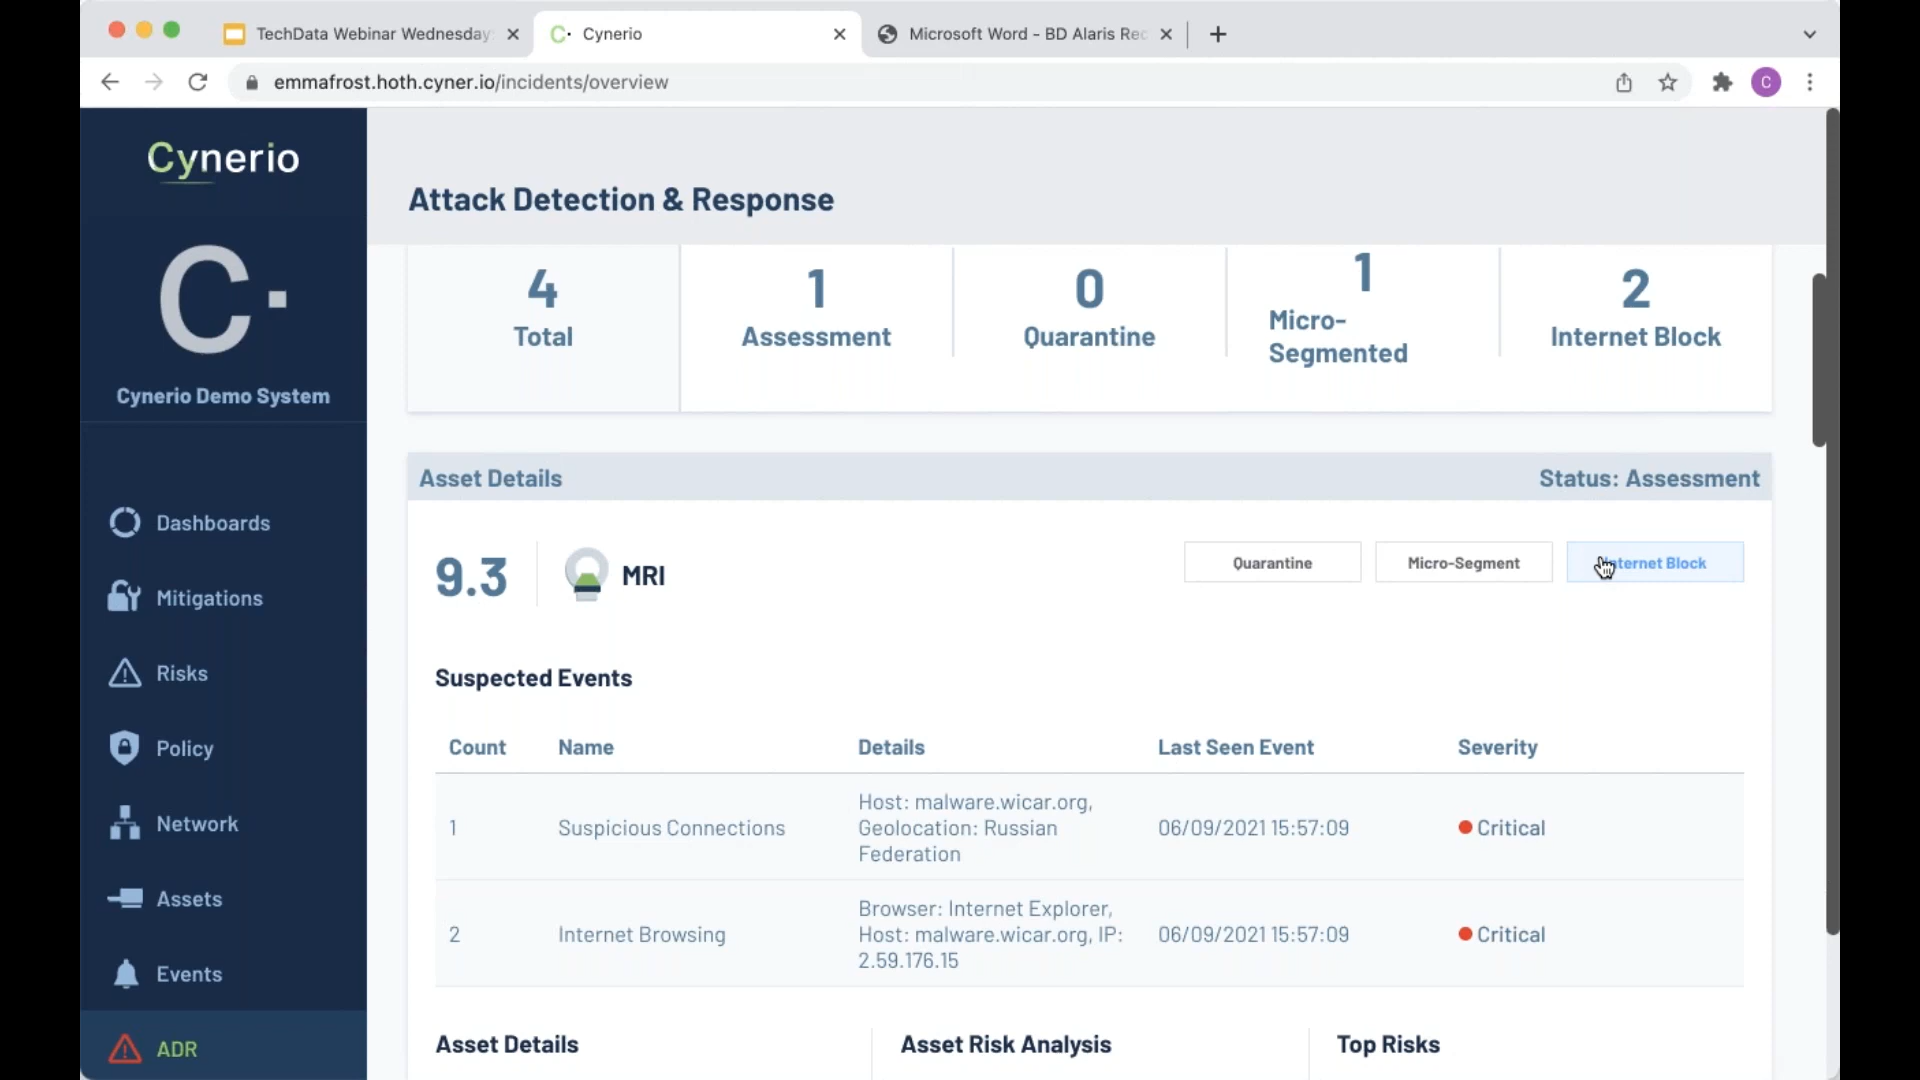 TechData Webinar Wednesday
Cynerio
Microsoft Word - BD Alaris Rec
emmafrost.hoth.cyner.io/incidents/overview
C
Cynerio
C·
Cynerio Demo System
Dashboards
Mitigations
Risks
Policy
Network
Assets
Events
ADR
Attack Detection & Response
4
Total
1
Assessment
0
Quarantine
1
Micro-
Segmented
2
Internet Block
Asset Details
Status: Assessment
9.3
MRI
Quarantine
Micro-Segment
Internet Block
Suspected Events
Count Name Details Last Seen Event Severity
1 Suspicious Connections
Host: malware.wicar.org,
Geolocation: Russian
Federation
06/09/2021 15:57:09
Critical
2 Internet Browsing
Browser: Internet Explorer,
Host: malware.wicar.org, IP:
2.59.176.15
06/09/2021 15:57:09
Critical
Asset Details
Asset Risk Analysis
Top Risks